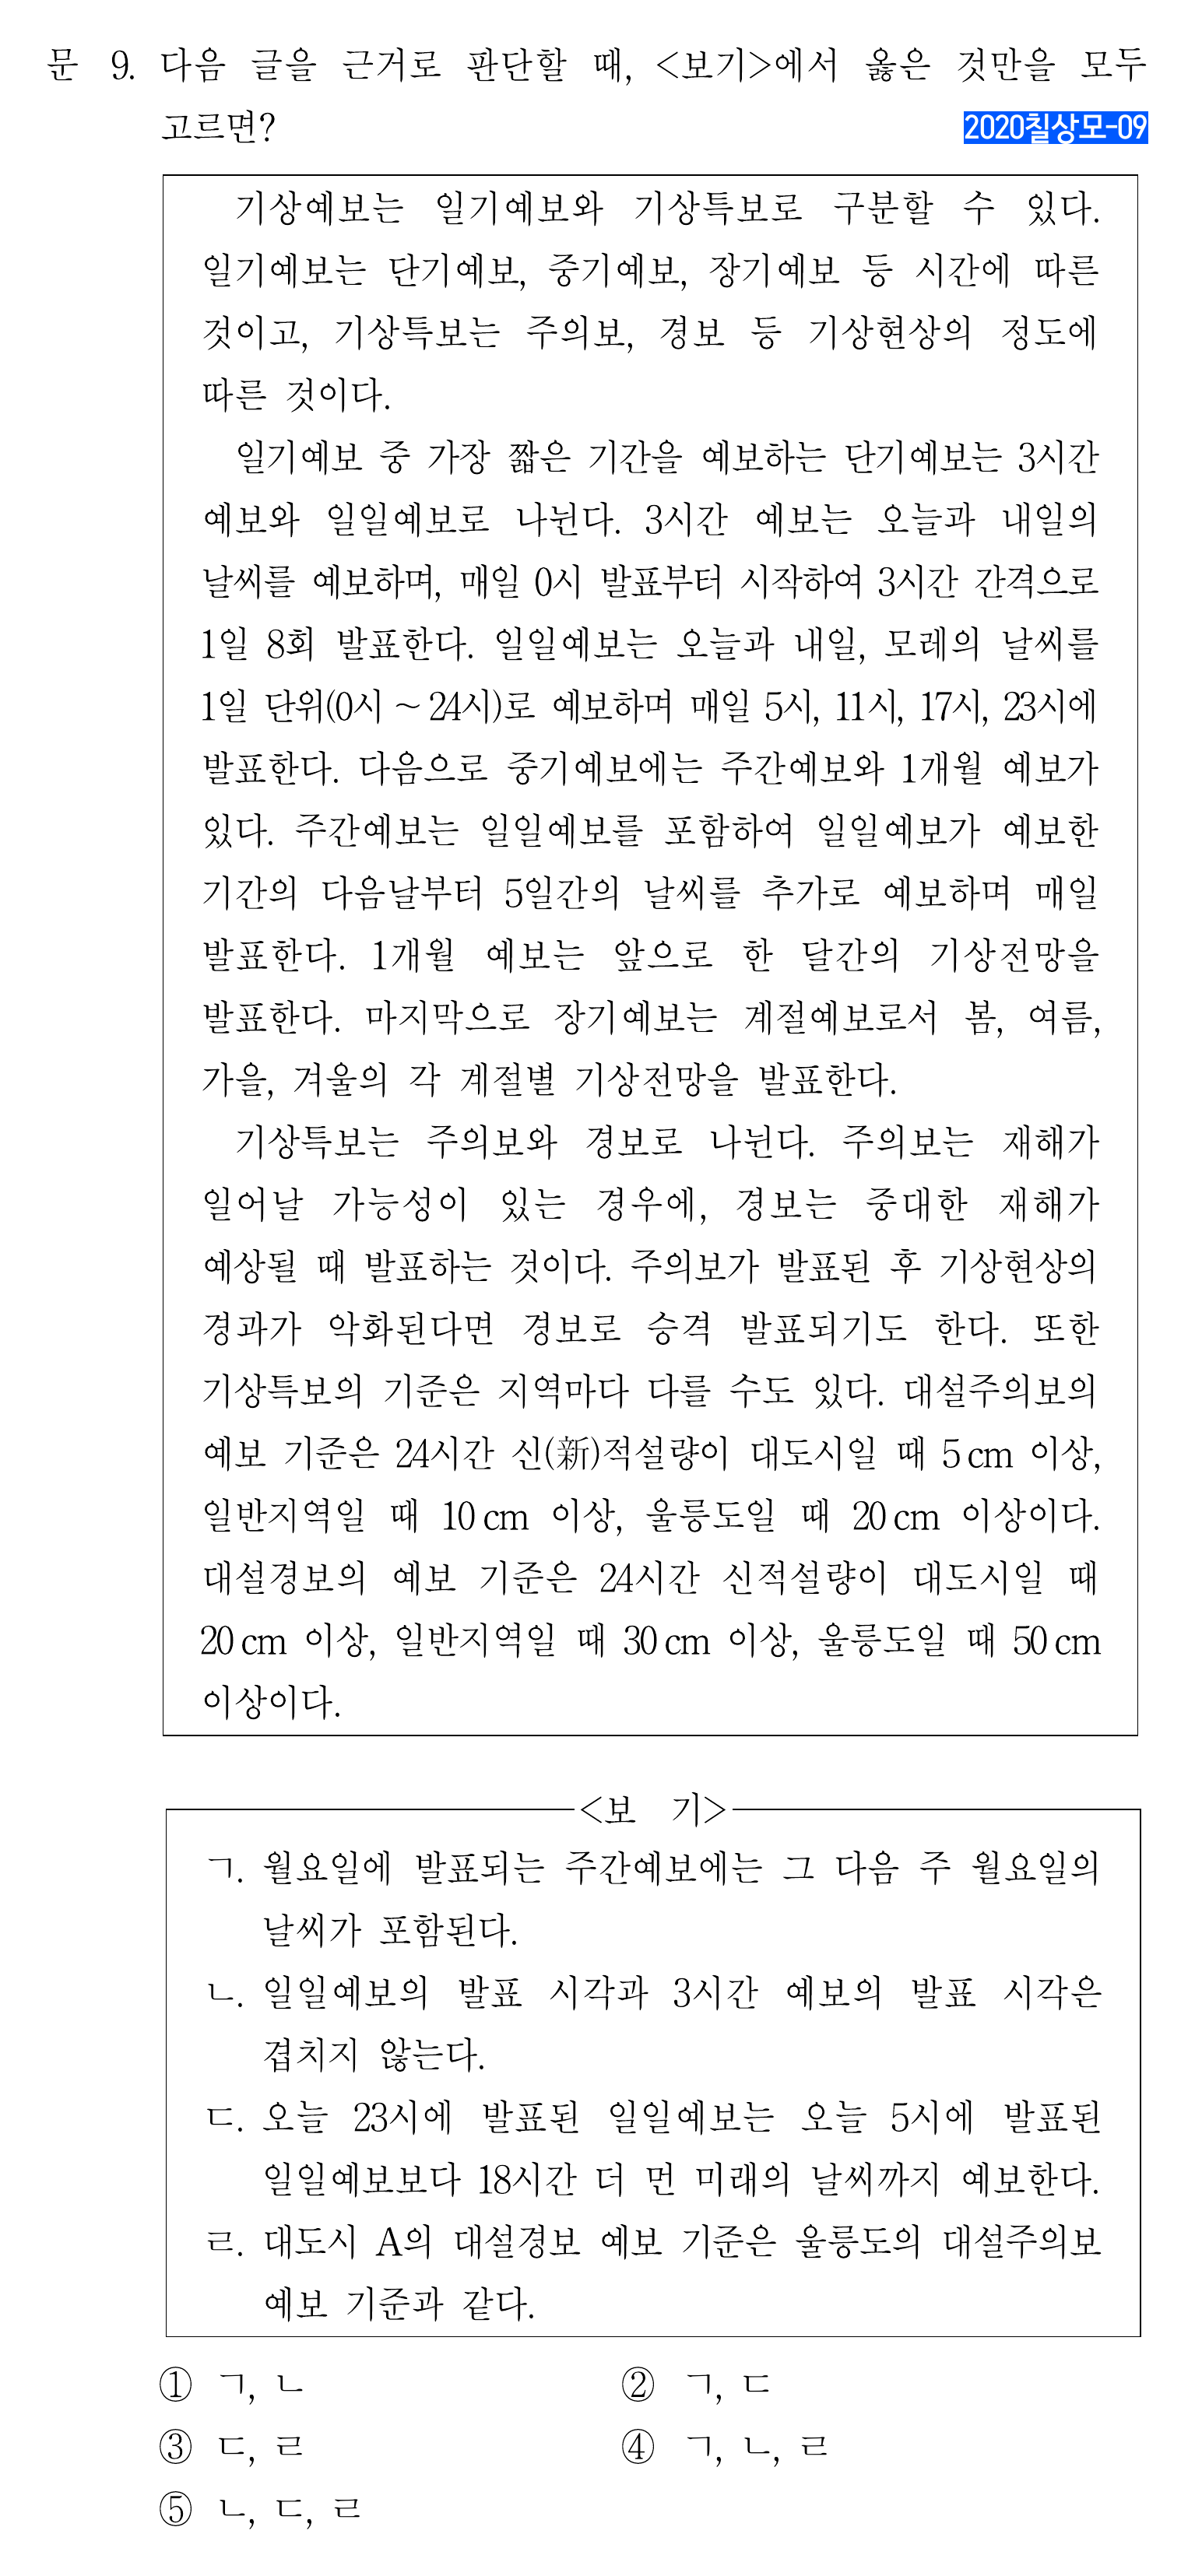 문 9. 다음 글을 근거로 판단할 때, <보기>에서 옳은 것만을 모두
고르면?
2020칠상모-09
기상예보는 일기예보와 기상특보로 구분할 수 있다.
일기예보는 단기예보, 중기예보, 장기예보 등 시간에 따른
것이고, 기상특보는 주의보, 경보 등 기상현상의 정도에
따른 것이다.
일기예보 중 가장 짧은 기간을 예보하는 단기예보는 3시간
예보와 일일예보로 나뉜다. 3시간 예보는 오늘과 내일의
날씨를 예보하며, 매일 0시 발표부터 시작하여 3시간 간격으로
1일 8회 발표한다. 일일예보는 오늘과 내일, 모레의 날씨를
1일 단위(0시 ~ 24시)로 예보하며 매일 5시, 11시, 17시, 23시에
발표한다. 다음으로 중기예보에는 주간예보와 1개월 예보가
있다. 주간예보는 일일예보를 포함하여 일일예보가 예보한
기간의 다음날부터 5일간의 날씨를 추가로 예보하며 매일
발표한다. 1개월 예보는 앞으로 한 달간의 기상전망을
발표한다. 마지막으로 장기예보는 계절예보로서 봄, 여름,
가을, 겨울의 각 계절별 기상전망을 발표한다.
기상특보는 주의보와 경보로 나뉜다. 주의보는 재해가
일어날 가능성이 있는 경우에, 경보는 중대한 재해가
예상될 때 발표하는 것이다. 주의보가 발표된 후 기상현상의
경과가 악화된다면 경보로 승격 발표되기도 한다. 또한
기상특보의 기준은 지역마다 다를 수도 있다. 대설주의보의
예보 기준은 24시간 신(新)적설량이 대도시일 때 5cm 이상,
일반지역일 때 10cm 이상, 울릉도일 때 20cm 이상이다.
대설경보의 예보 기준은 24시간 신적설량이 대도시일 때
20cm 이상, 일반지역일 때 30cm 이상, 울릉도일 때 50cm
이상이다.
<보 기>
ㄱ. 월요일에 발표되는 주간예보에는 그 다음 주 월요일의
날씨가 포함된다.
ㄴ. 일일예보의 발표 시각과 3시간 예보의 발표 시각은
겹치지 않는다.
ㄷ. 오늘 23시에 발표된 일일예보는 오늘 5시에 발표된
일일예보보다 18시간 더 먼 미래의 날씨까지 예보한다.
ㄹ. 대도시 A의 대설경보 예보 기준은 울릉도의 대설주의보
예보 기준과 같다.
① ㄱ, ㄴ
② ㄱ, ㄷ
③ ㄷ, ㄹ
④ ㄱ, ㄴ, ㄹ
⑤ ㄴ, ㄷ, ㄹ